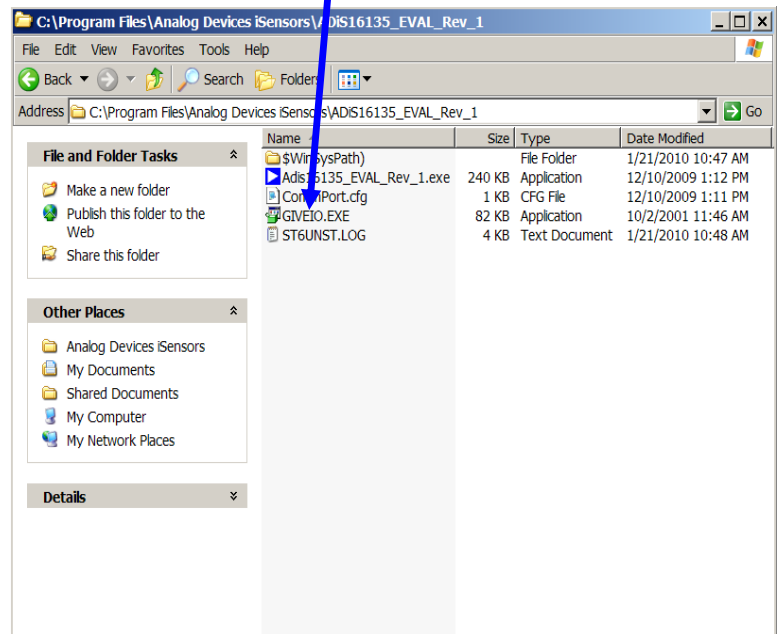 C:\Program Files\Analog Devices iSensors\ADiS16135_EVAL_Rev_1
File Edit View Favorites Tools Help
Back Search Folders
Address C:\Program Files\Analog Devices iSensors\ADiS16135_EVAL_Rev_1 Go
Name Size Type Date Modified
$WinSysPath) File Folder 1/21/2010 10:47 AM
Adis16135_EVAL_Rev_1.exe 240 KB Application 12/10/2009 1:12 PM
1 KB CFG File 12/10/2009 1:11 PM
GIVEIO.EXE 82 KB Application 10/2/2001 11:46 AM
ST6UNST.LOG 4 KB Text Document 1/21/2010 10:48 AM
File and Folder Tasks
Make a new folder
Publish this folder to the
Web
Share this folder
Other Places
Analog Devices iSensors
My Documents
Shared Documents
My Computer
My Network Places
Details